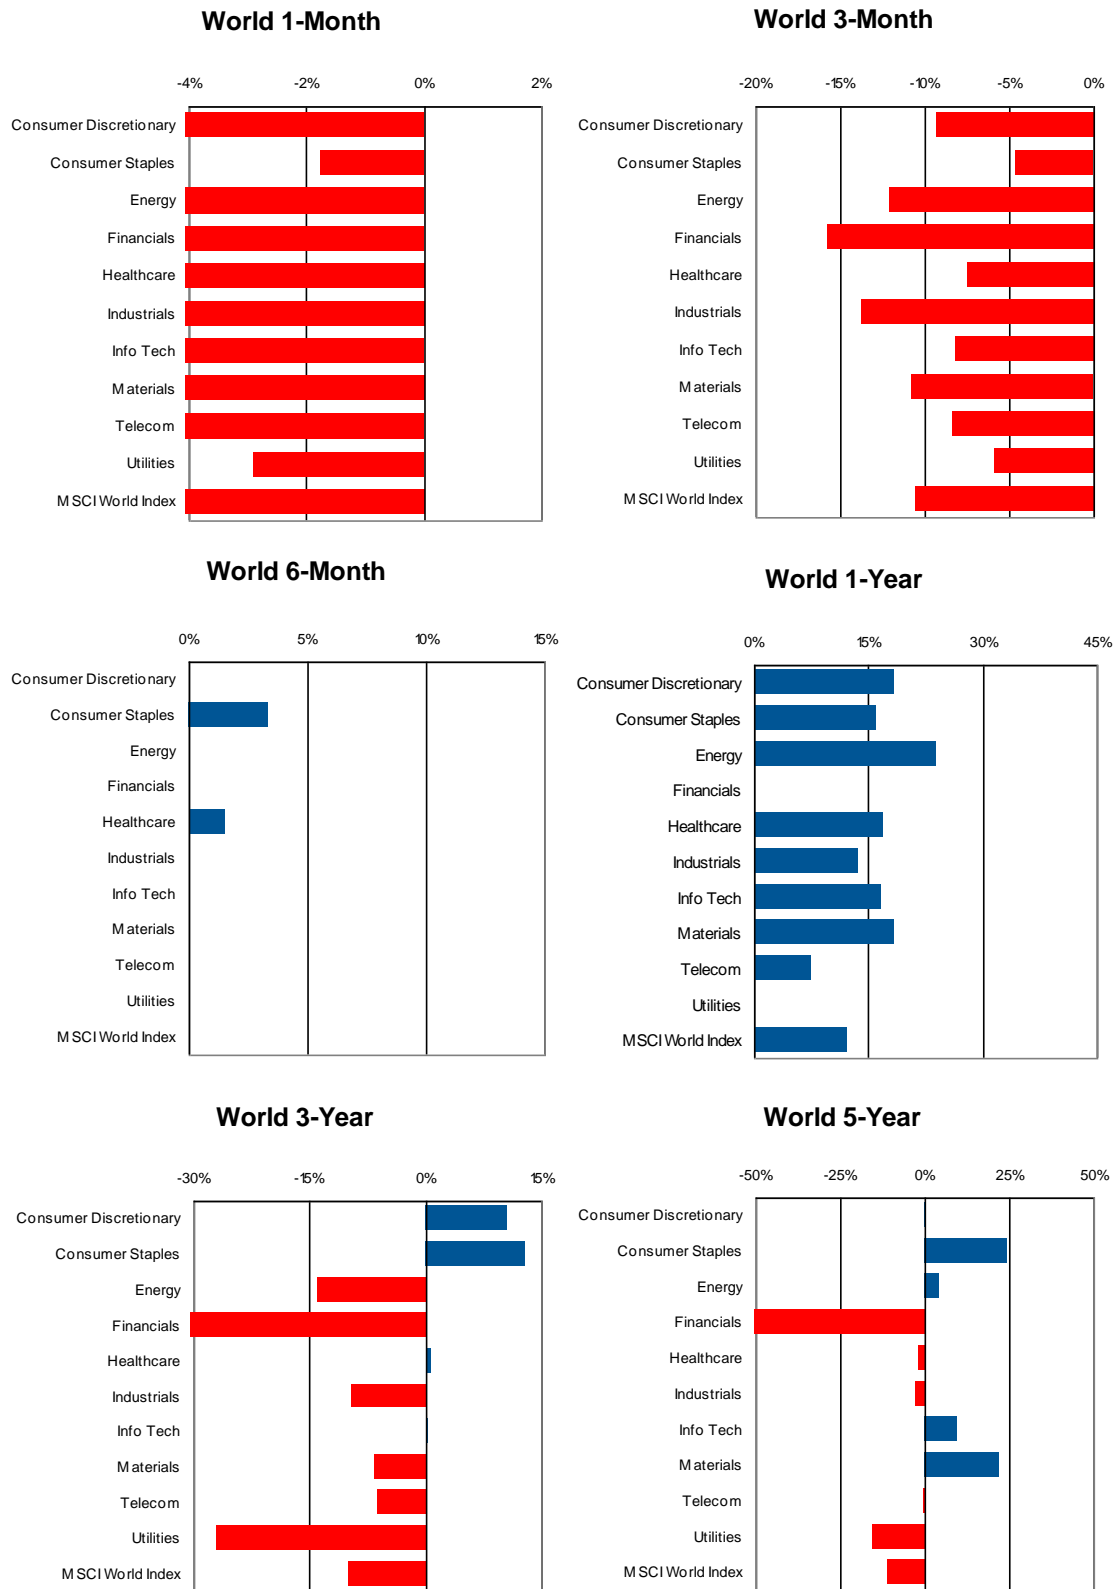 World 1-Month
-4% -2% 0% 2%
Consumer Discretionary
Consumer Staples
Energy
Financials
Healthcare
Industrials
Info Tech
Materials
Telecom
Utilities
MSCI World Index
World 3-Month
-20% -15% -10% -5% 0%
Consumer Discretionary
Consumer Staples
Energy
Financials
Healthcare
Industrials
Info Tech
Materials
Telecom
Utilities
MSCI World Index
World 6-Month
0% 5% 10% 15%
Consumer Discretionary
Consumer Staples
Energy
Financials
Healthcare
Industrials
Info Tech
Materials
Telecom
Utilities
MSCI World Index
World 1-Year
0% 15% 30% 45%
Consumer Discretionary
Consumer Staples
Energy
Financials
Healthcare
Industrials
Info Tech
Materials
Telecom
Utilities
MSCI World Index
World 3-Year
-30% -15% 0% 15%
Consumer Discretionary
Consumer Staples
Energy
Financials
Healthcare
Industrials
Info Tech
Materials
Telecom
Utilities
MSCI World Index
World 5-Year
-50% -25% 0% 25% 50%
Consumer Discretionary
Consumer Staples
Energy
Financials
Healthcare
Industrials
Info Tech
Materials
Telecom
Utilities
MSCI World Index